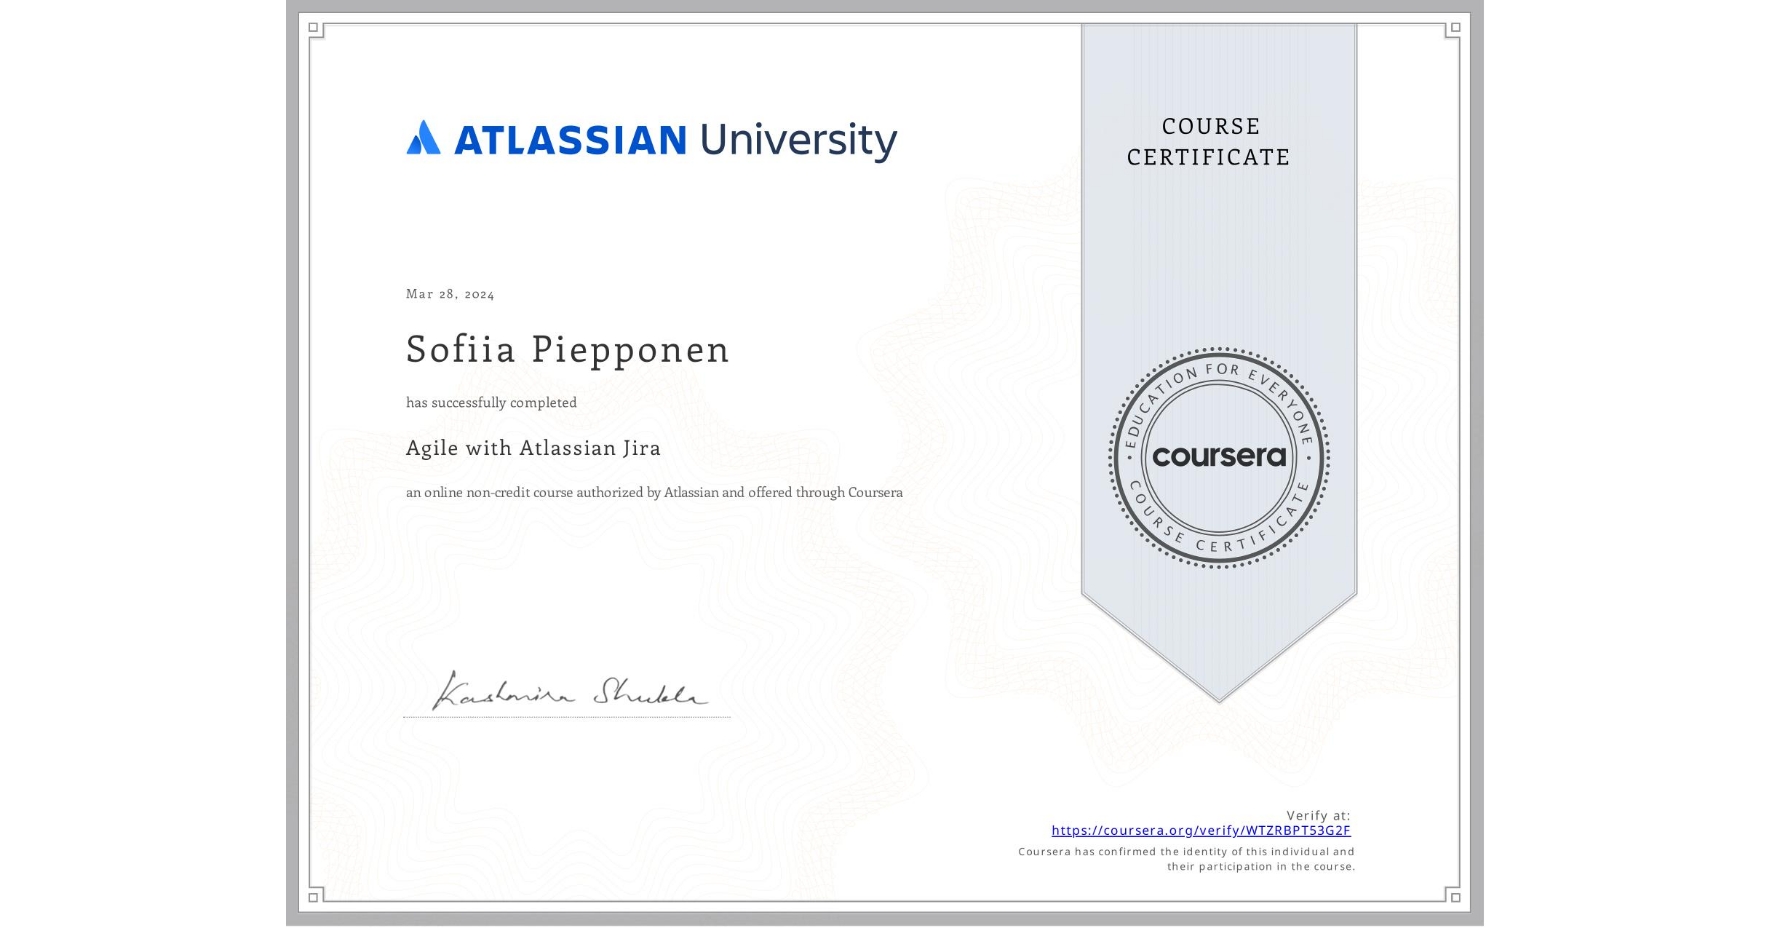 ATLASSIAN University
COURSE
CERTIFICATE
Mar 28, 2024
Sofiia Piepponen
has successfully completed
Agile with Atlassian Jira
an online non-credit course authorized by Atlassian and offered through Coursera
EDUCATION FOR EVERYONE
coursera
COURSE CERTIFICATE
Kashmira Shukla
Verify at:
https://coursera.org/verify/WTZRBPT53G2F
Coursera has confirmed the identity of this individual and
their participation in the course.